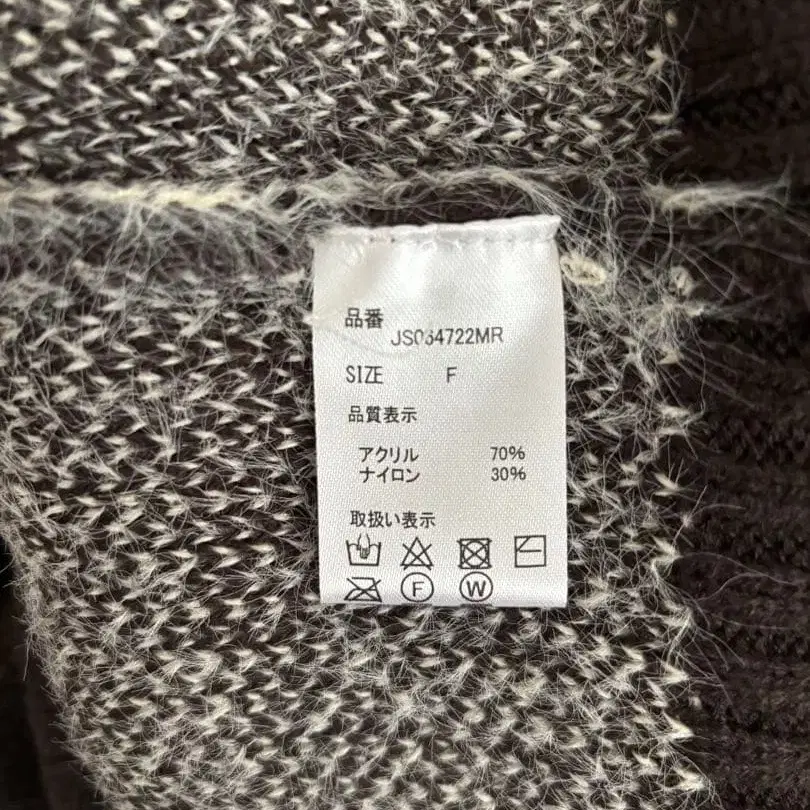 品番
JS064722MR
SIZE F
品質表示
アクリル 70%
ナイロン 30%
取扱い表示
F W